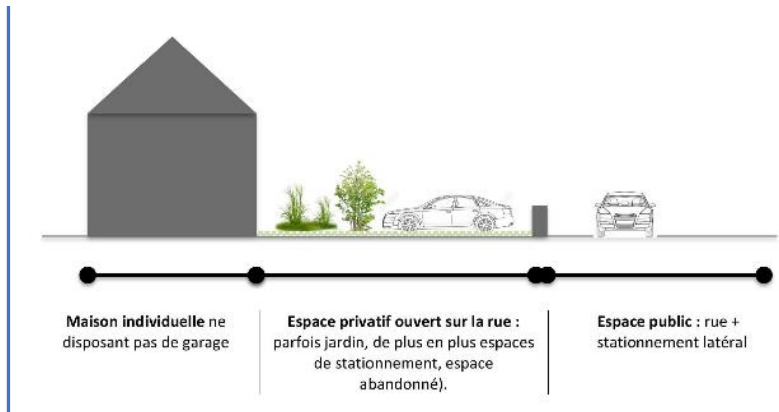 Maison individuelle ne
disposant pas de garage
Espace privatif ouvert sur la rue :
parfois jardin, de plus en plus espaces
de stationnement, espace
abandonné).
Espace public : rue +
stationnement latéral